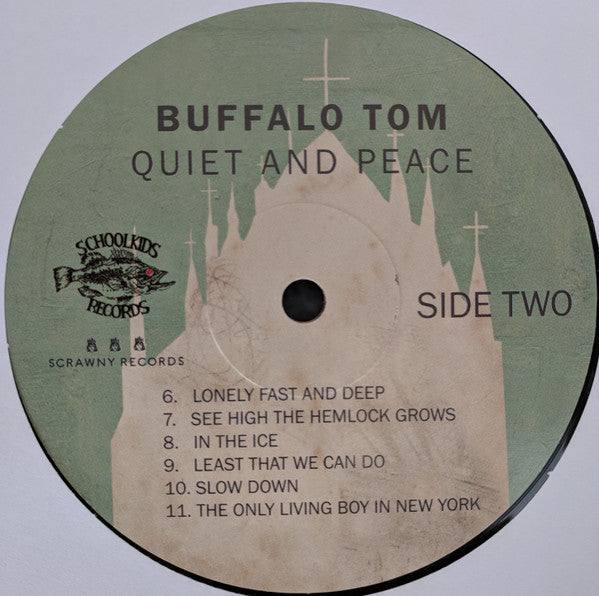 BUFFALO TOM
QUIET AND PEACE
SCHOOLKIDS
RECORDS
SCRAWNY RECORDS
SIDE TWO
6. LONELY FAST AND DEEP
7. SEE HIGH THE HEMLOCK GROWS
8. IN THE ICE
9. LEAST THAT WE CAN DO
10. SLOW DOWN
11. THE ONLY LIVING BOY IN NEW YORK